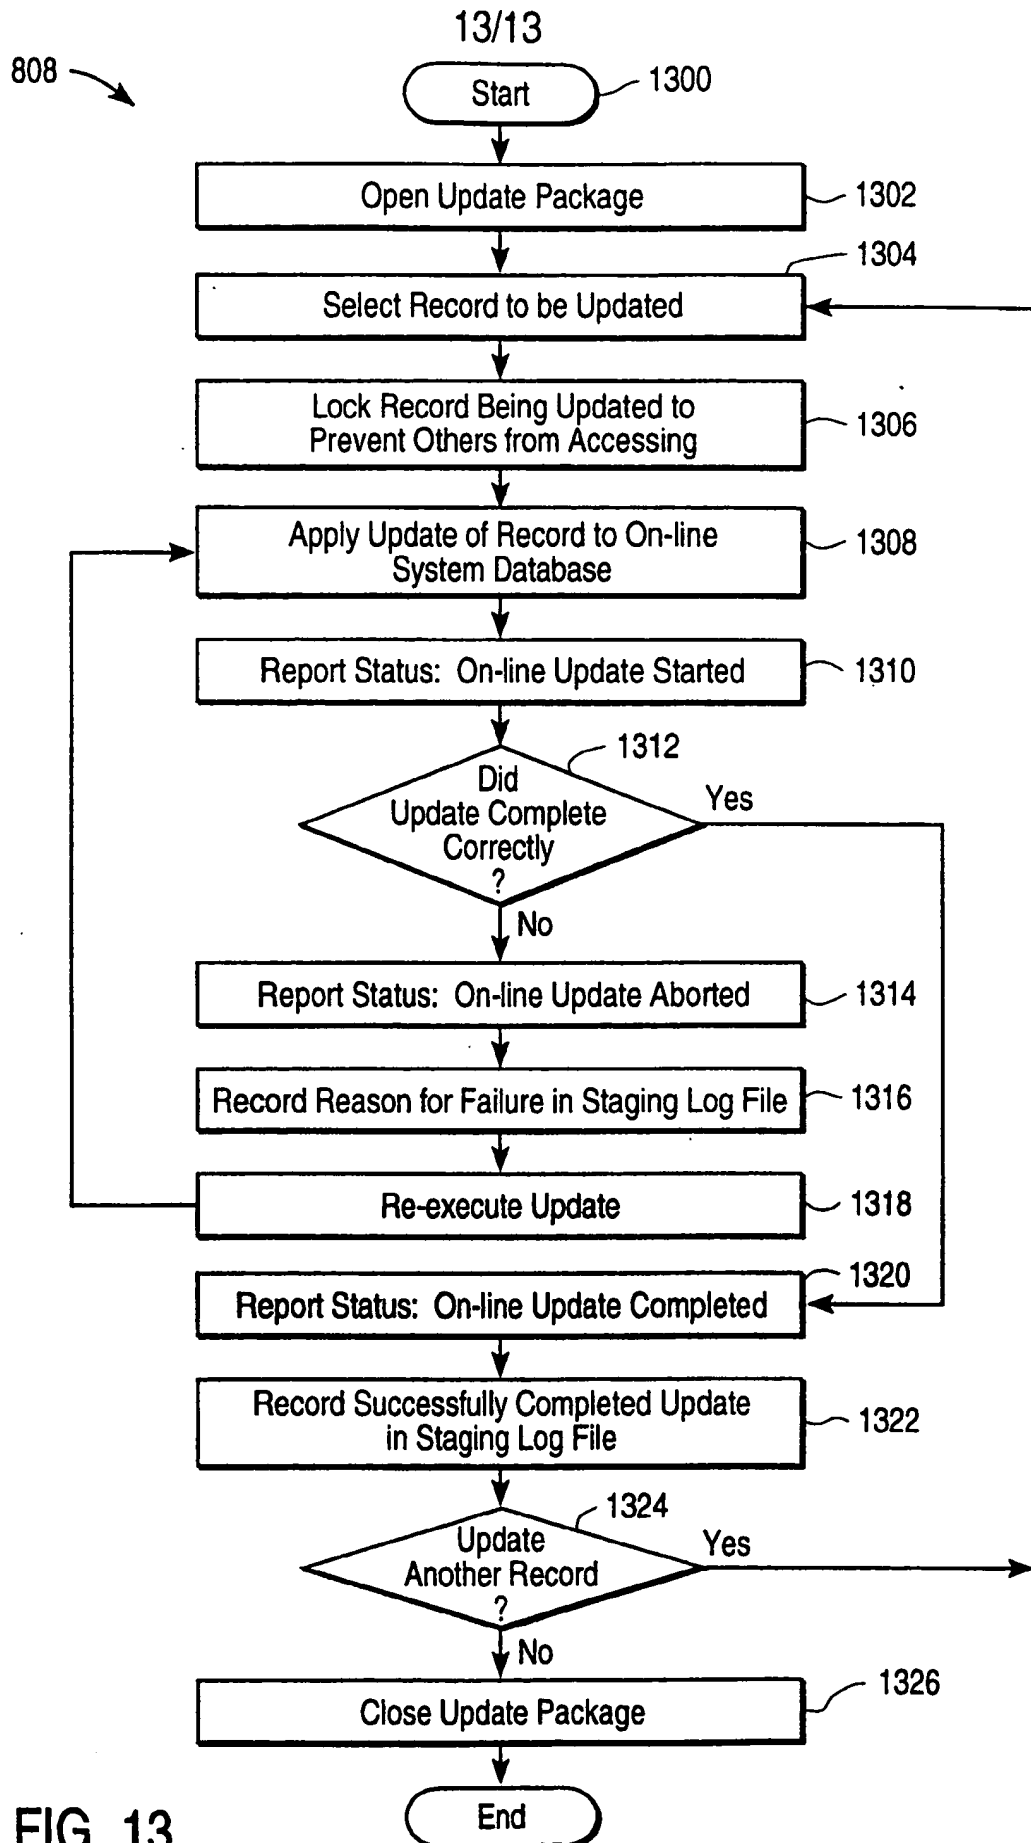 13/13
808
Start
1300
Open Update Package
1302
1304
Select Record to be Updated
Lock Record Being Updated to
Prevent Others from Accessing
1306
Apply Update of Record to On-line
System Database
1308
Report Status: On-line Update Started
1310
1312
Did
Update Complete
Correctly
?
Yes
No
Report Status: On-line Update Aborted
1314
Record Reason for Failure in Staging Log File
1316
Re-execute Update
1318
1320
Report Status: On-line Update Completed
Record Successfully Completed Update
in Staging Log File
1322
1324
Update
Another Record
?
Yes
No
1326
Close Update Package
End
FIG. 13